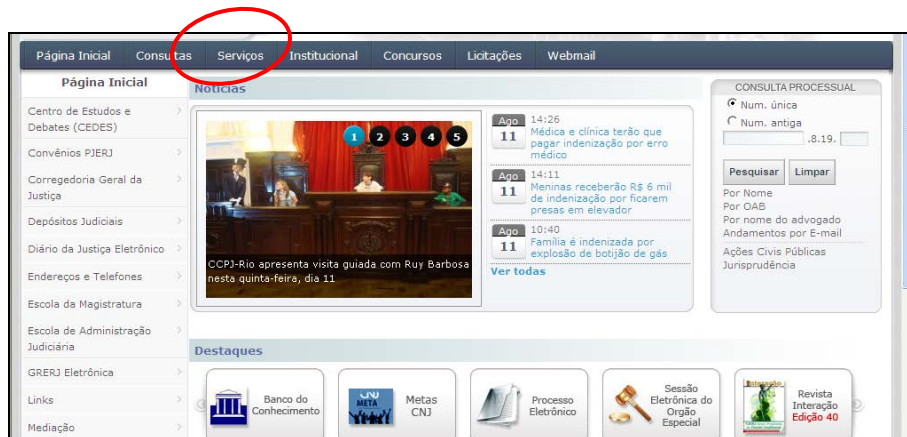 Página Inicial Consultas Serviços Institucional Concursos Licitações Webmail
Página Inicial
Centro de Estudos e
Debates (CEDES)
Convênios PJERJ
Corregedoria Geral da
Justiça
Depósitos Judiciais
Diário da Justiça Eletrônico
Endereços e Telefones
Escola da Magistratura
Escola de Administração
Judiciária
GRERJ Eletrônica
Links
Mediação
Notícias
1 2 3 4 5
CCPJ-Rio apresenta visita guiada com Ruy Barbosa
nesta quinta-feira, dia 11
Ago 14:26
11 Médica e clínica terão que
pagar indenização por erro
médico
Ago 14:11
11 Meninas receberão R$ 6 mil
de indenização por ficarem
presas em elevador
Ago 10:40
11 Família é indenizada por
explosão de botijão de gás
Ver todas
CONSULTA PROCESSUAL
Num. única
Num. antiga
.8.19.
Pesquisar Limpar
Por Nome
Por OAB
Por nome do advogado
Andamentos por E-mail
Ações Civis Públicas
Jurisprudência
Destaques
Banco do
Conhecimento
CNJ
META
Metas
CNJ
Processo
Eletrônico
Sessão
Eletrônica do
Orgão
Especial
Interação
Revista
Interação
Edição 40